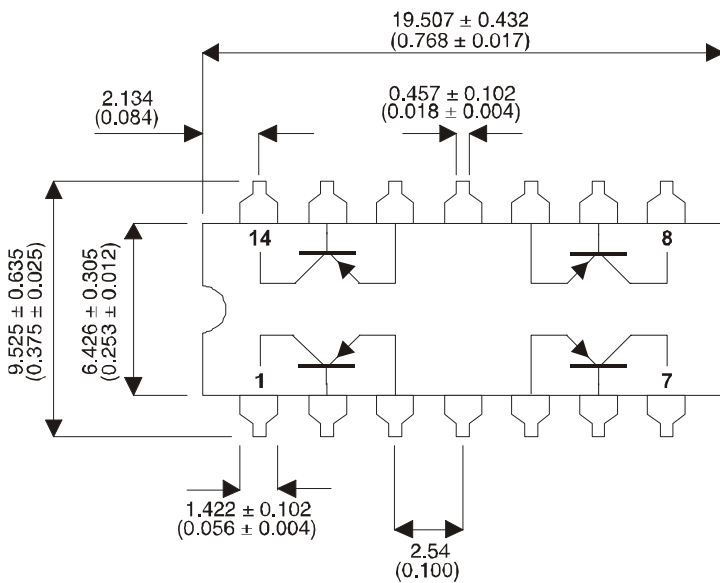 19.507 ± 0.432
(0.768 ± 0.017)
2.134
(0.084)
0.457 ± 0.102
(0.018 ± 0.004)
14
8
9.525 ± 0.635
(0.375 ± 0.025)
6.426 ± 0.305
(0.253 ± 0.012)
1
7
1.422 ± 0.102
(0.056 ± 0.004)
2.54
(0.100)